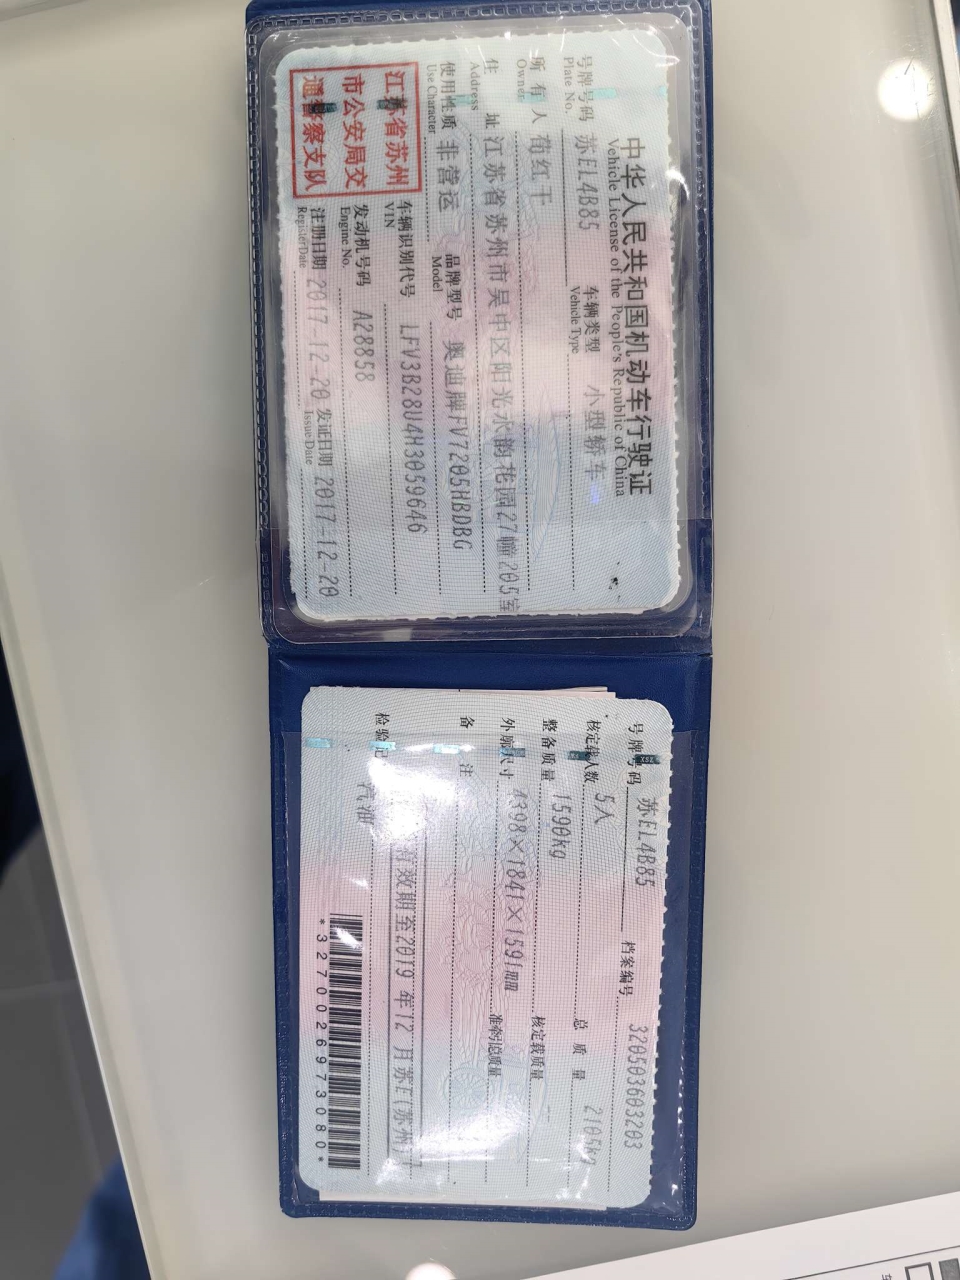 中华人民共和国机动车行驶证
Vehicle License of the People's Republic of China
号牌号码 苏EL4B85 车辆类型 小型轿车
Plate No. Vehicle Type
所有人 荀红干
Owner
住址 江苏省苏州市吴中区阳光水韵花园27幢205室
Address
使用性质 非营运 品牌型号 奥迪牌FV7205HBDBG
Use Character Model
江苏省苏州
市公安局交
通警察支队
车辆识别代号 LFV3B28U4H3059646
VIN
发动机号码 A28858
Engine No.
注册日期 2017-12-20 发证日期 2017-12-20
Register Date Issue Date
号牌号码 苏EL4B85 档案编号 320503603203
核定载人数 5人 总质量 2105kg
整备质量 1590kg 核定载质量 --
外廓尺寸 4398×1841×1591mm 准牵引总质量
备注
有效期至2019年12月苏E(苏州)
检验记 汽油
*3270026973080*